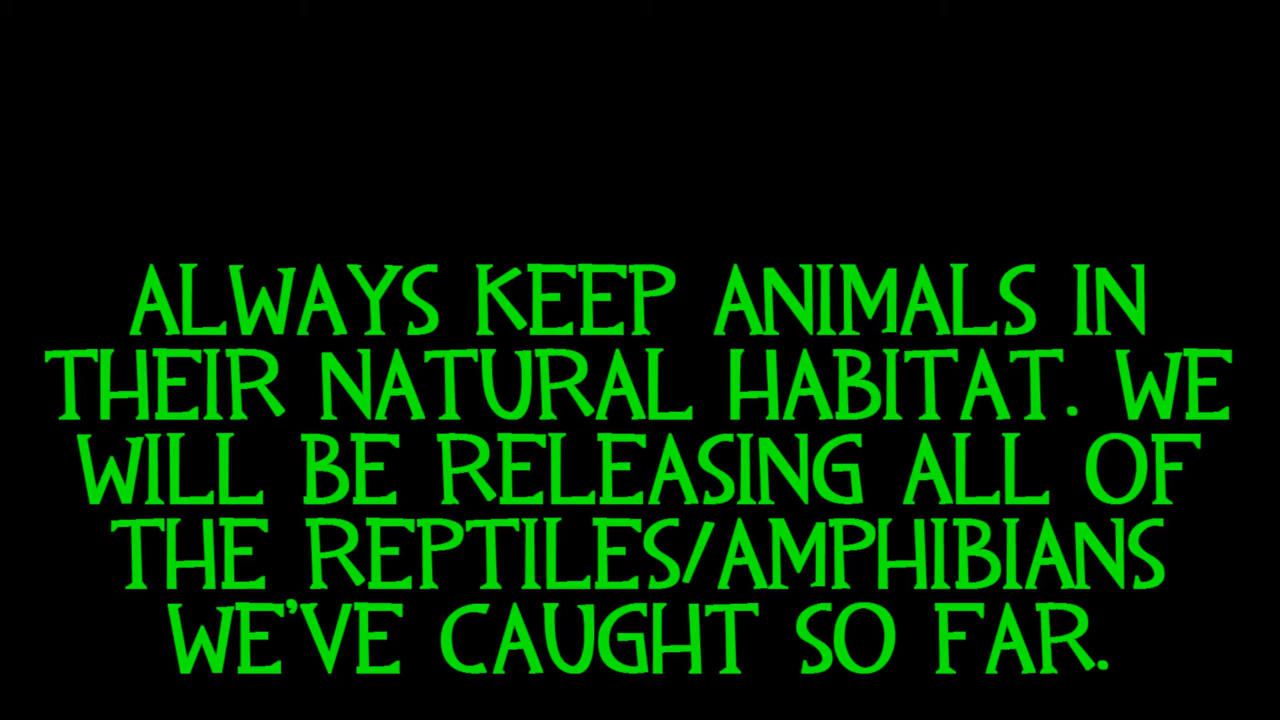 ALWAYS KEEP ANIMALS IN
THEIR NATURAL HABITAT. WE
WILL BE RELEASING ALL OF
THE REPTILES/AMPHIBIANS
WE'VE CAUGHT SO FAR.